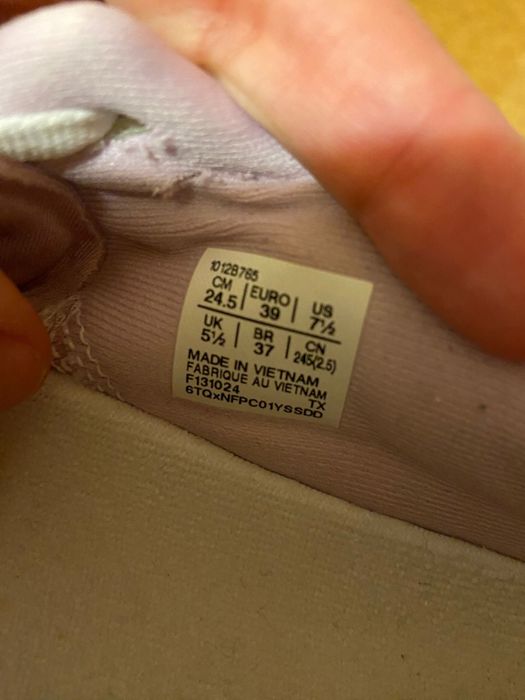 1012B765
CM 24.5 | EURO 39 | US 7½
UK 5½ | BR 37 | CN 245(2.5)
MADE IN VIETNAM
FABRIQUE AU VIETNAM
F131024 TX
6TQxNFPC01YSSDD